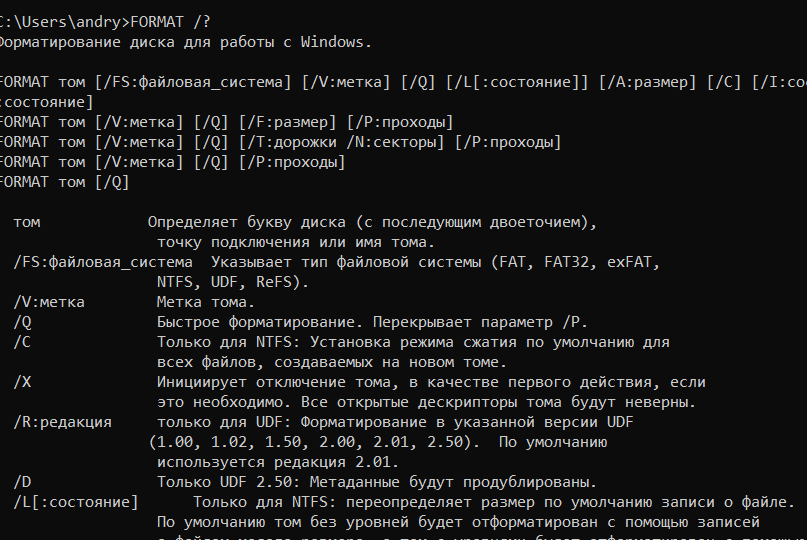 C:\Users\andry>FORMAT /?
Форматирование диска для работы с Windows.
FORMAT том [/FS:файловая_система] [/V:метка] [/Q] [/L[:состояние]] [/A:размер] [/C] [/I:со
:состояние]
FORMAT том [/V:метка] [/Q] [/F:размер] [/P:проходы]
FORMAT том [/V:метка] [/Q] [/T:дорожки /N:секторы] [/P:проходы]
FORMAT том [/V:метка] [/Q] [/P:проходы]
FORMAT том [/Q]
том Определяет букву диска (с последующим двоеточием),
точку подключения или имя тома.
/FS:файловая_система Указывает тип файловой системы (FAT, FAT32, exFAT,
NTFS, UDF, ReFS).
/V:метка Метка тома.
/Q Быстрое форматирование. Перекрывает параметр /P.
/C Только для NTFS: Установка режима сжатия по умолчанию для
всех файлов, создаваемых на новом томе.
/X Инициирует отключение тома, в качестве первого действия, если
это необходимо. Все открытые дескрипторы тома будут неверны.
/R:редакция только для UDF: Форматирование в указанной версии UDF
(1.00, 1.02, 1.50, 2.00, 2.01, 2.50). По умолчанию
используется редакция 2.01.
/D Только UDF 2.50: Метаданные будут продублированы.
/L[:состояние] Только для NTFS: переопределяет размер по умолчанию записи о файле.
По умолчанию том без уровней будет отформатирован с помощью записей